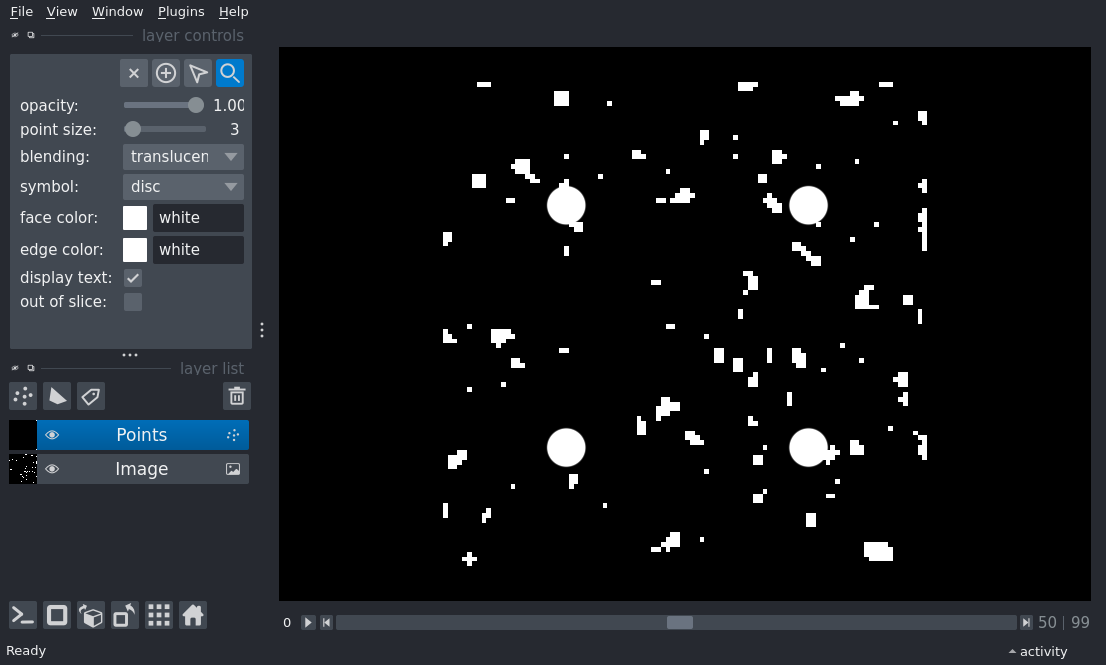 File View Window Plugins Help
layer controls
opacity: 1.00
point size: 3
blending: translucen
symbol: disc
face color: white
edge color: white
display text:
out of slice:
layer list
Points
Image
0 50 | 99
Ready activity